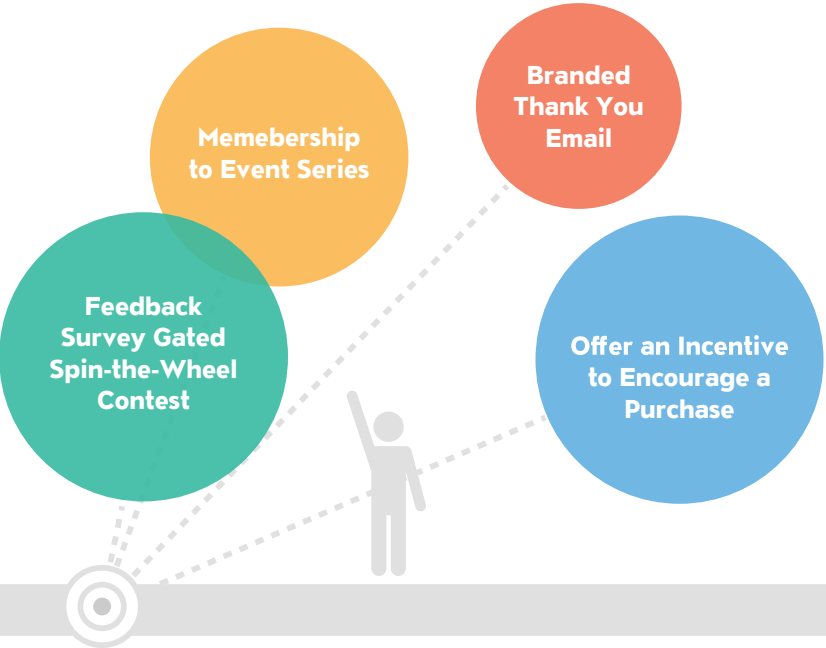 Branded
Thank You
Email
Memebership
to Event Series
Feedback
Survey Gated
Spin-the-Wheel
Contest
Offer an Incentive
to Encourage a
Purchase